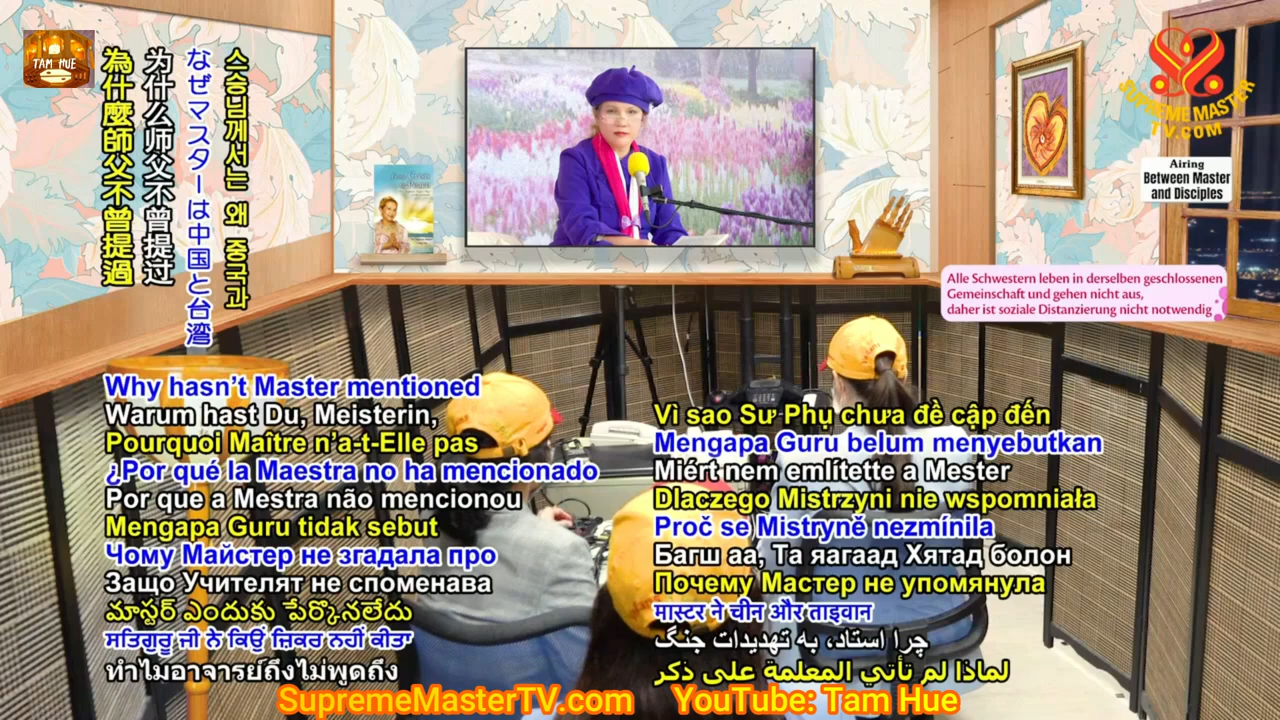 TAM HUE
為什麼師父不曾提過
为什么师父不曾提过
なぜマスターは中国と台湾
스승님께서는 왜 중국과
SUPREME MASTER
TV.COM
Airing
Between Master
and Disciples
Alle Schwestern leben in derselben geschlossenen
Gemeinschaft und gehen nicht aus,
daher ist soziale Distanzierung nicht notwendig
Why hasn't Master mentioned
Warum hast Du, Meisterin,
Pourquoi Maître n'a-t-Elle pas
¿Por qué la Maestra no ha mencionado
Por que a Mestra não mencionou
Mengapa Guru tidak sebut
Чому Майстер не згадала про
Защо Учителят не споменава
మాస్టర్ ఎందుకు పేర్కొనలేదు
ਸਤਿਗੁਰੂ ਜੀ ਨੇ ਕਿਉਂ ਜ਼ਿਕਰ ਨਹੀਂ ਕੀਤਾ
ทำไมอาจารย์ถึงไม่พูดถึง
Vì sao Sư Phụ chưa đề cập đến
Mengapa Guru belum menyebutkan
Miért nem említette a Mester
Dlaczego Mistrzyni nie wspomniała
Proč se Mistryně nezmínila
Багш аа, Та яагаад Хятад болон
Почему Мастер не упомянула
मास्टर ने चीन और ताइवान
چرا استاد، به تهدیدات جنگ
لماذا لم تأتي المعلمة على ذكر
SupremeMasterTV.com YouTube: Tam Hue